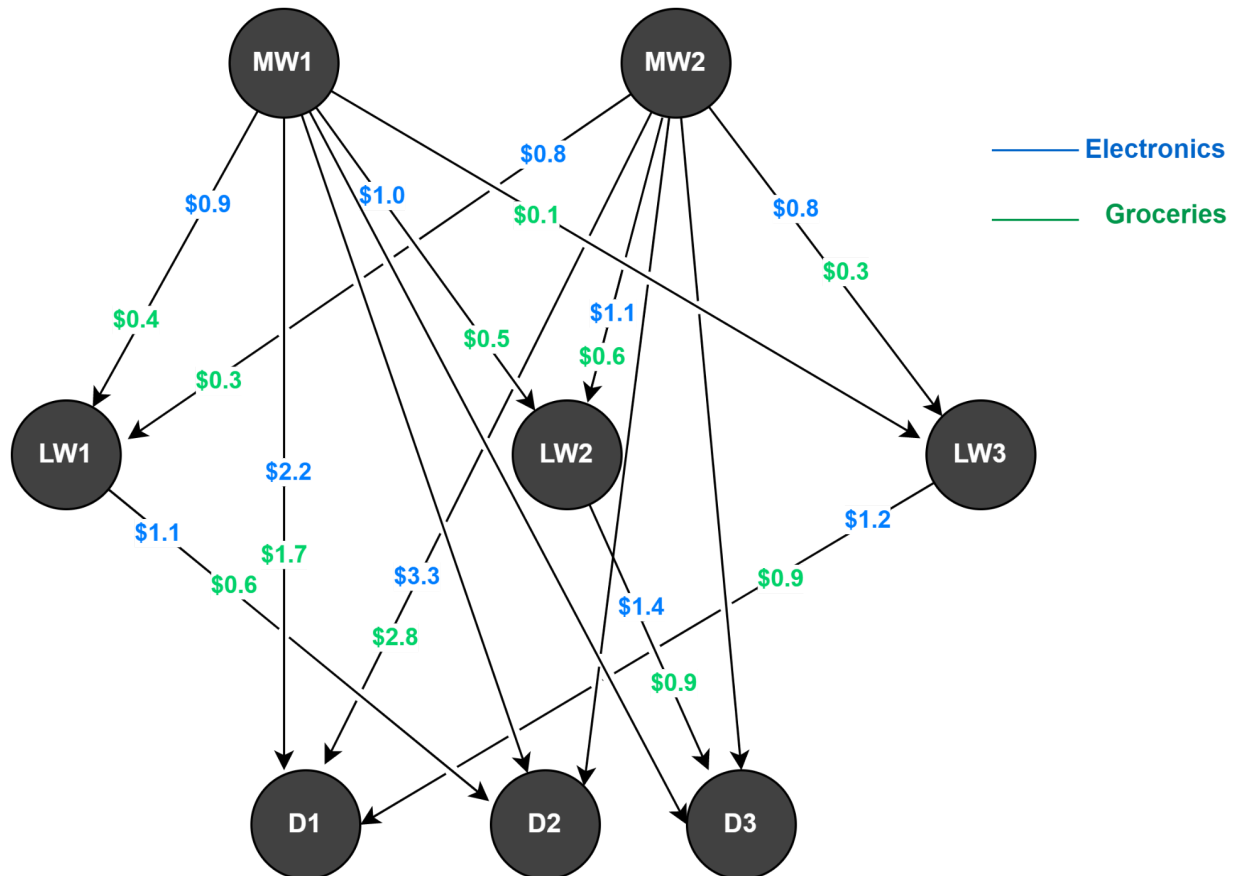 MW1
MW2
$0.8
Electronics
$0.9
$1.0
$0.1
$0.8
Groceries
$0.3
$0.4
$1.1
$0.5
$0.6
$0.3
LW1
LW2
LW3
$2.2
$1.1
$1.2
$1.7
$0.6
$3.3
$0.9
$1.4
$2.8
$0.9
D1
D2
D3